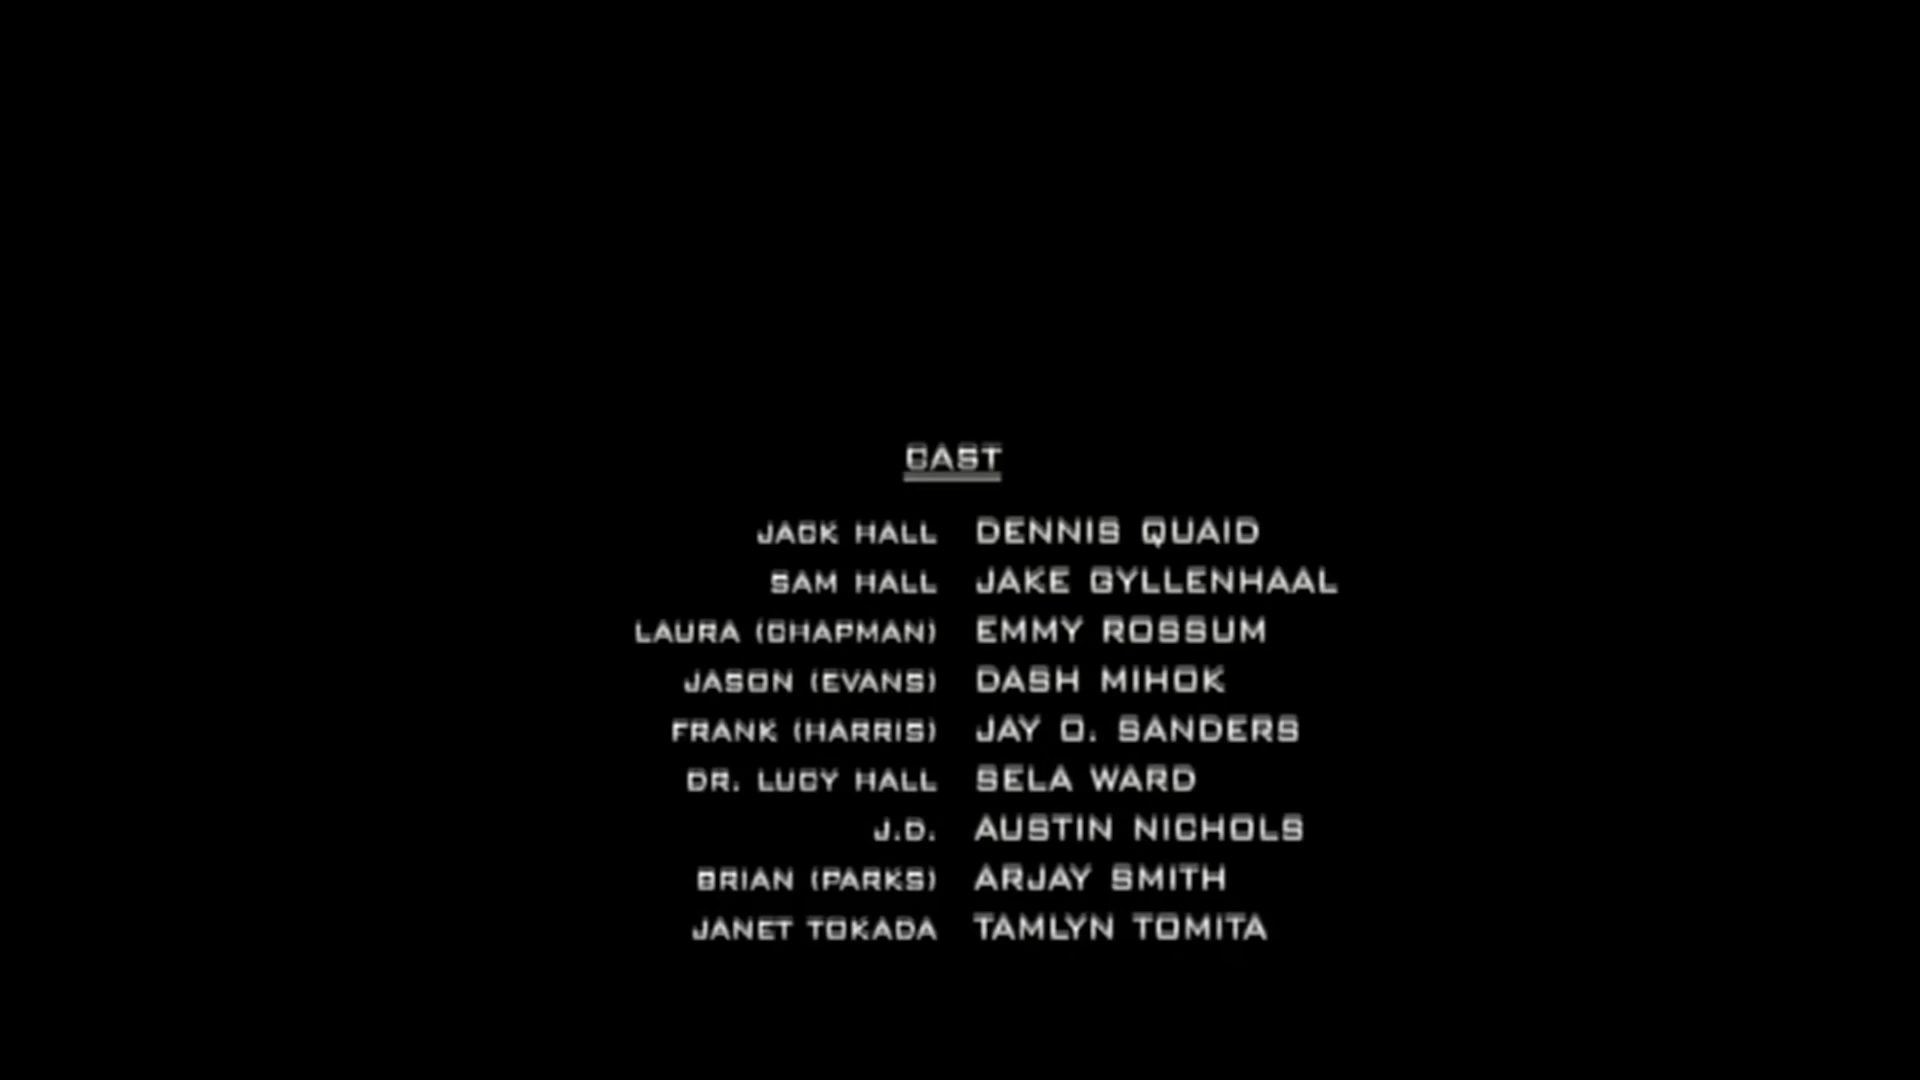 CAST
JACK HALL DENNIS QUAID
SAM HALL JAKE GYLLENHAAL
LAURA (CHAPMAN) EMMY ROSSUM
JASON (EVANS) DASH MIHOK
FRANK (HARRIS) JAY O. SANDERS
DR. LUCY HALL SELA WARD
J.D. AUSTIN NICHOLS
BRIAN (PARKS) ARJAY SMITH
JANET TOKADA TAMLYN TOMITA